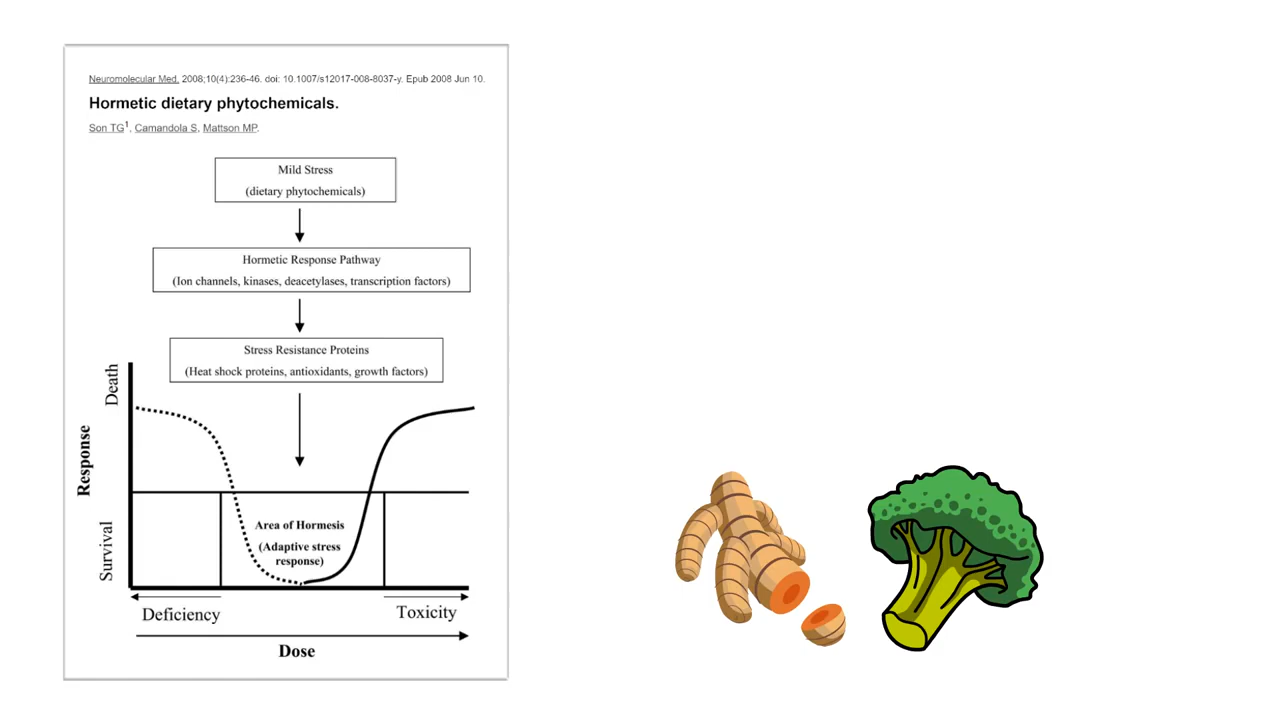 Neuromolecular Med. 2008;10(4):236-46. doi: 10.1007/s12017-008-8037-y. Epub 2008 Jun 10.
Hormetic dietary phytochemicals.
Son TG1, Camandola S, Mattson MP.
Mild Stress
(dietary phytochemicals)
Hormetic Response Pathway
(Ion channels, kinases, deacetylases, transcription factors)
Stress Resistance Proteins
(Heat shock proteins, antioxidants, growth factors)
Death
Response
Survival
Area of Hormesis
(Adaptive stress
response)
Deficiency
Toxicity
Dose